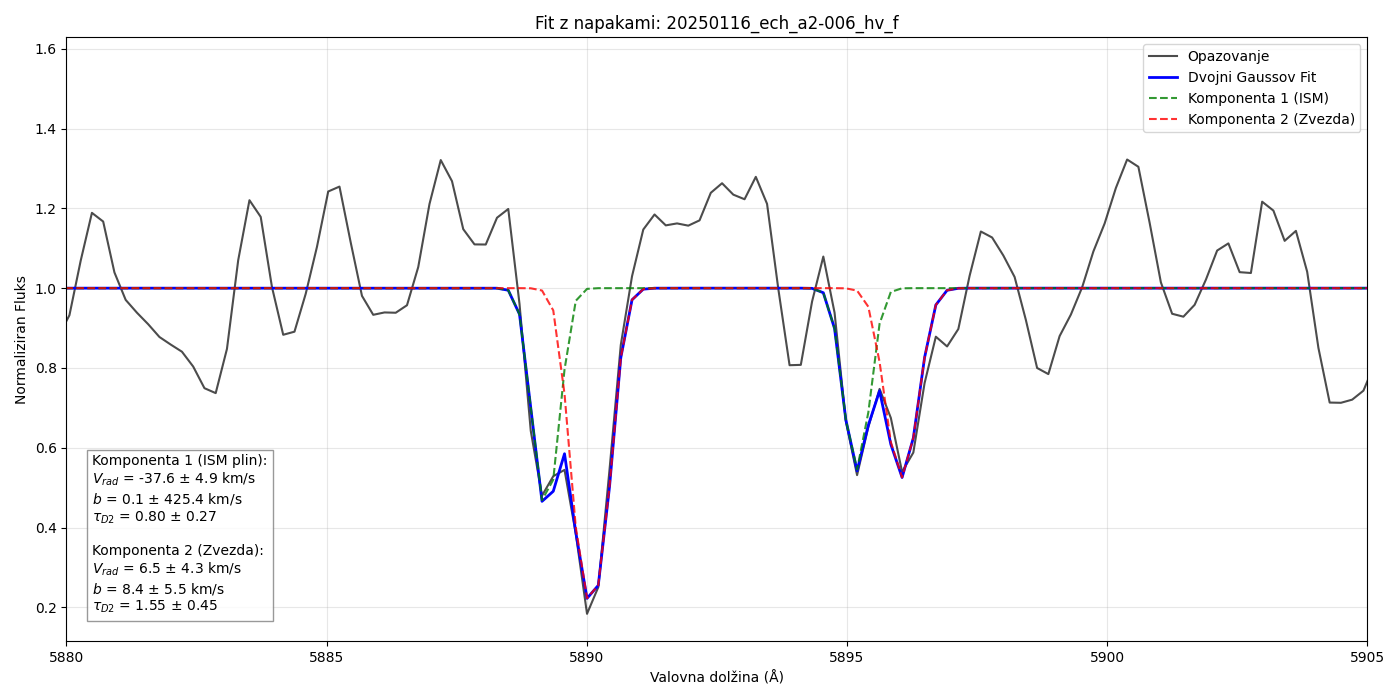 Fit z napakami: 20250116_ech_a2-006_hv_f
Normaliziran Fluks
1.6
1.4
1.2
1.0
0.8
0.6
0.4
0.2
Opazovanje
Dvojni Gaussov Fit
Komponenta 1 (ISM)
Komponenta 2 (Zvezda)
Komponenta 1 (ISM plin):
V_rad = -37.6 ± 4.9 km/s
b = 0.1 ± 425.4 km/s
τ_D2 = 0.80 ± 0.27
Komponenta 2 (Zvezda):
V_rad = 6.5 ± 4.3 km/s
b = 8.4 ± 5.5 km/s
τ_D2 = 1.55 ± 0.45
5880 5885 5890 5895 5900 5905
Valovna dolžina (Å)